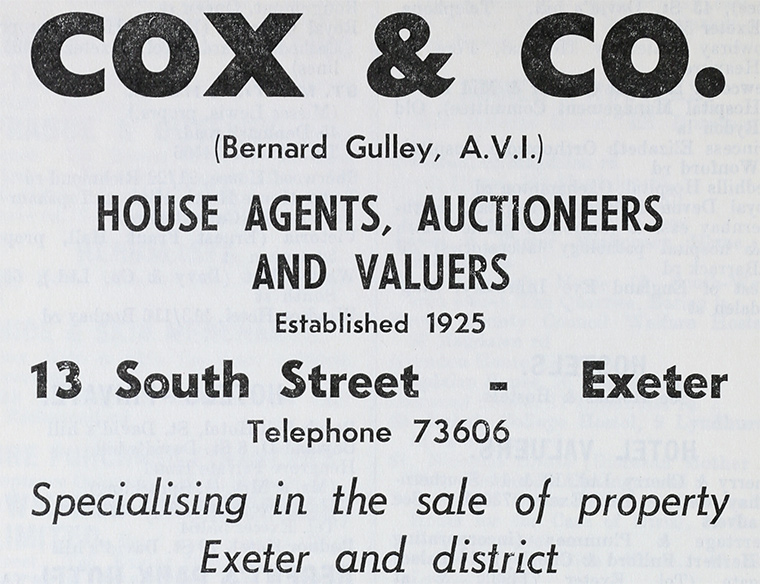 COX & CO.
(Bernard Gulley, A.V.I.)
HOUSE AGENTS, AUCTIONEERS
AND VALUERS
Established 1925
13 South Street - Exeter
Telephone 73606
Specialising in the sale of property
Exeter and district